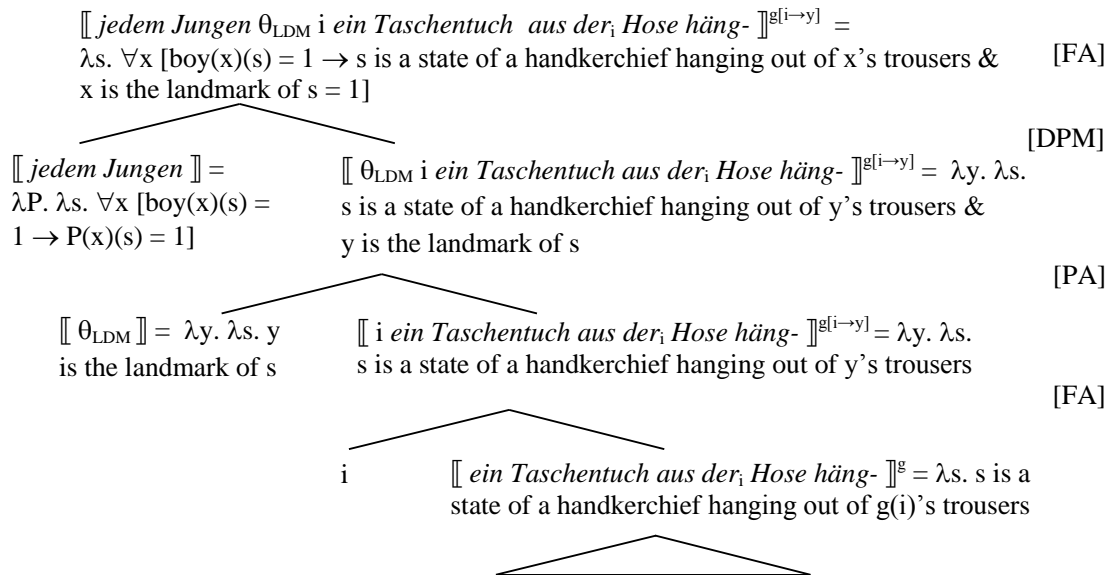 ⟦ jedem Jungen θLDM i ein Taschentuch aus deri Hose häng- ⟧g[i→y] =
λs. ∀x [boy(x)(s) = 1 → s is a state of a handkerchief hanging out of x's trousers & [FA]
x is the landmark of s = 1]
[DPM]
⟦ jedem Jungen ⟧ =
λP. λs. ∀x [boy(x)(s) =
1 → P(x)(s) = 1]
⟦ θLDM i ein Taschentuch aus deri Hose häng- ⟧g[i→y] = λy. λs.
s is a state of a handkerchief hanging out of y's trousers &
y is the landmark of s
[PA]
⟦ θLDM ⟧ = λy. λs. y
is the landmark of s
⟦ i ein Taschentuch aus deri Hose häng- ⟧g[i→y] = λy. λs.
s is a state of a handkerchief hanging out of y's trousers
[FA]
i
⟦ ein Taschentuch aus deri Hose häng- ⟧g = λs. s is a
state of a handkerchief hanging out of g(i)'s trousers